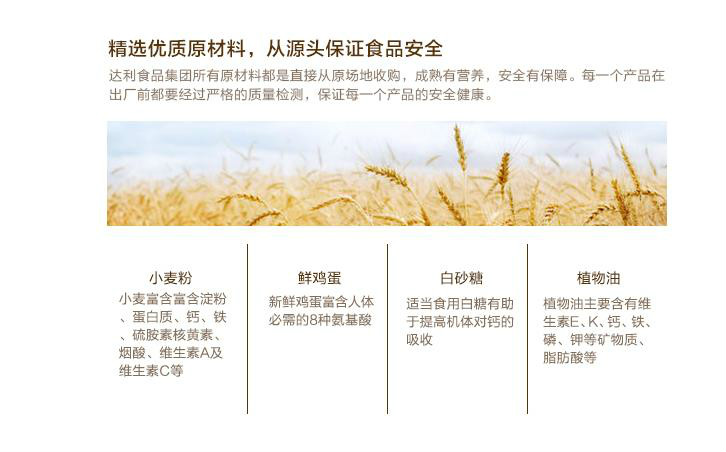 精选优质原材料，从源头保证食品安全
达利食品集团所有原材料都是直接从原场地收购，成熟有营养，安全有保障。每一个产品在
出厂前都要经过严格的质量检测，保证每一个产品的安全健康。
小麦粉
小麦富含富含淀粉
、蛋白质、钙、铁
、硫胺素核黄素、
烟酸、维生素A及
维生素C等
鲜鸡蛋
新鲜鸡蛋富含人体
必需的8种氨基酸
白砂糖
适当食用白糖有助
于提高机体对钙的
吸收
植物油
植物油主要含有维
生素E、K、钙、铁、
磷、钾等矿物质、
脂肪酸等